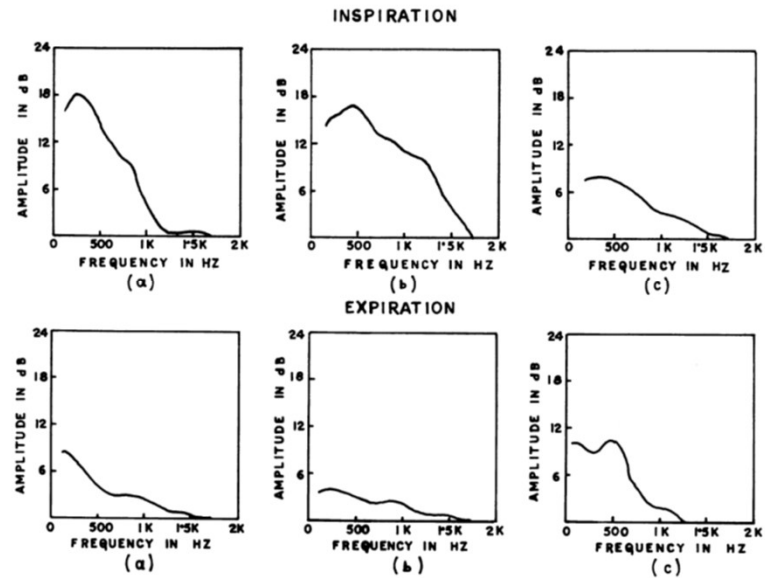 INSPIRATION
AMPLITUDE IN dB
24
18
12
6
0 500 1K 1·5K 2K
FREQUENCY IN HZ
(a)
AMPLITUDE IN dB
24
18
12
6
0 500 1K 1·5K 2K
FREQUENCY IN HZ
(b)
AMPLITUDE IN dB
24
18
12
6
0 500 1K 1·5K 2K
FREQUENCY IN HZ
(c)
EXPIRATION
AMPLITUDE IN dB
24
18
12
6
0 500 1K 1·5K 2K
FREQUENCY IN HZ
(a)
AMPLITUDE IN dB
24
18
12
6
0 500 1K 1·5K 2K
FREQUENCY IN HZ
(b)
AMPLITUDE IN dB
24
18
12
6
0 500 1K 1·5K 2K
FREQUENCY IN HZ
(c)